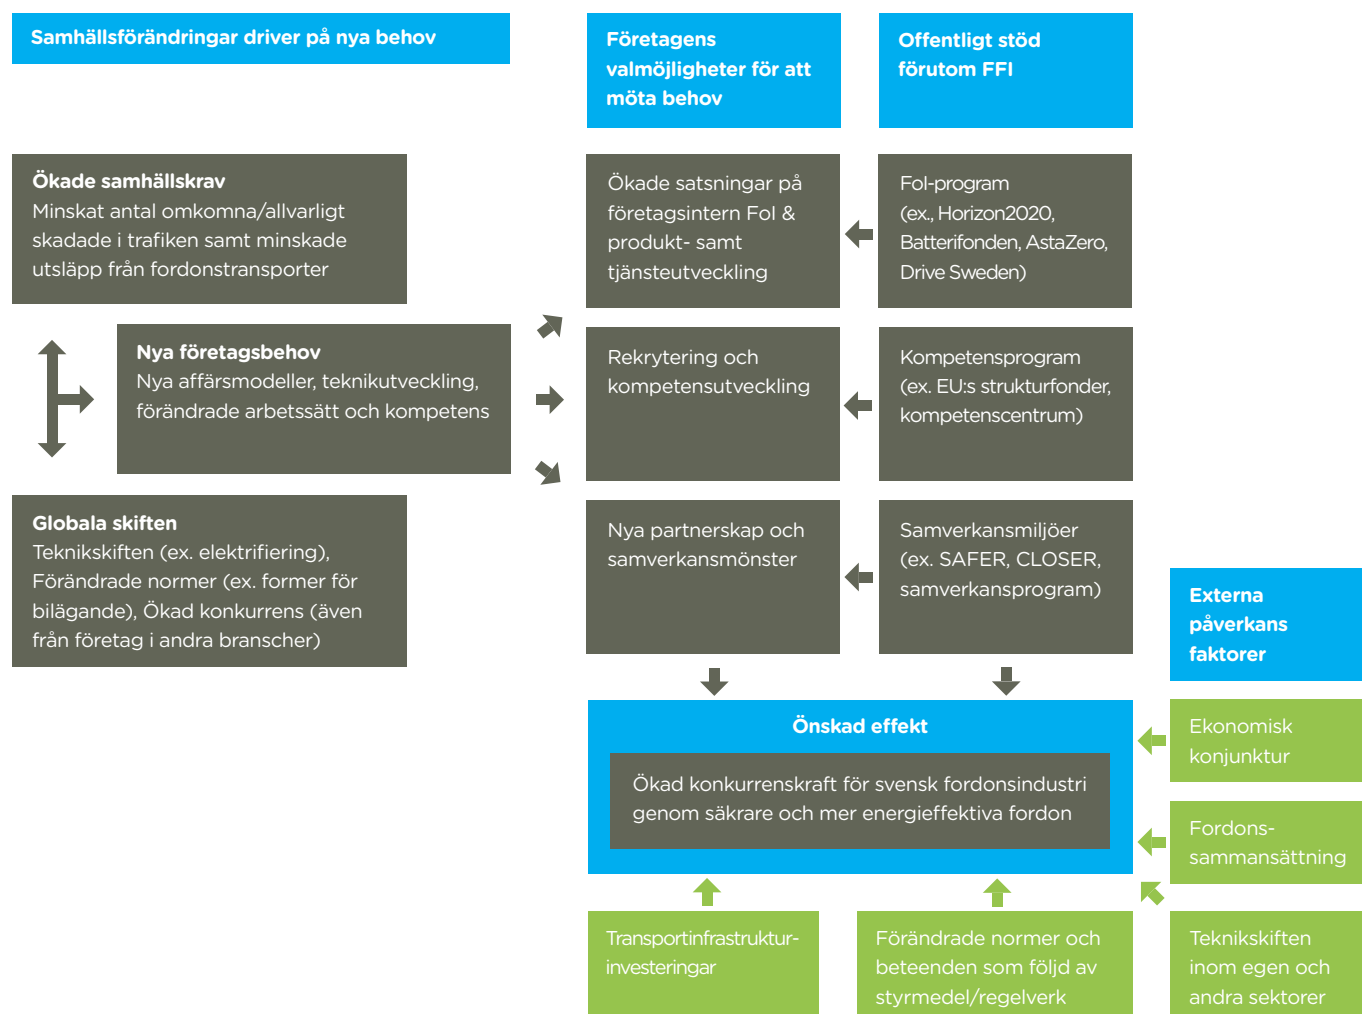 Samhällsförändringar driver på nya behov
Företagens
valmöjligheter för att
möta behov
Offentligt stöd
förutom FFI
Ökade samhällskrav
Minskat antal omkomna/allvarligt
skadade i trafiken samt minskade
utsläpp från fordonstransporter
Nya företagsbehov
Nya affärsmodeller, teknikutveckling,
förändrade arbetssätt och kompetens
Globala skiften
Teknikskiften (ex. elektrifiering),
Förändrade normer (ex. former för
bilägande), Ökad konkurrens (även
från företag i andra branscher)
Ökade satsningar på
företagsintern FoI &
produkt- samt
tjänsteutveckling
FoI-program
(ex., Horizon2020,
Batterifonden, AstaZero,
Drive Sweden)
Rekrytering och
kompetensutveckling
Kompetensprogram
(ex. EU:s strukturfonder,
kompetenscentrum)
Nya partnerskap och
samverkansmönster
Samverkansmiljöer
(ex. SAFER, CLOSER,
samverkansprogram)
Externa
påverkans
faktorer
Önskad effekt
Ökad konkurrenskraft för svensk fordonsindustri
genom säkrare och mer energieffektiva fordon
Ekonomisk
konjunktur
Fordons-
sammansättning
Transportinfrastruktur-
investeringar
Förändrade normer och
beteenden som följd av
styrmedel/regelverk
Teknikskiften
inom egen och
andra sektorer